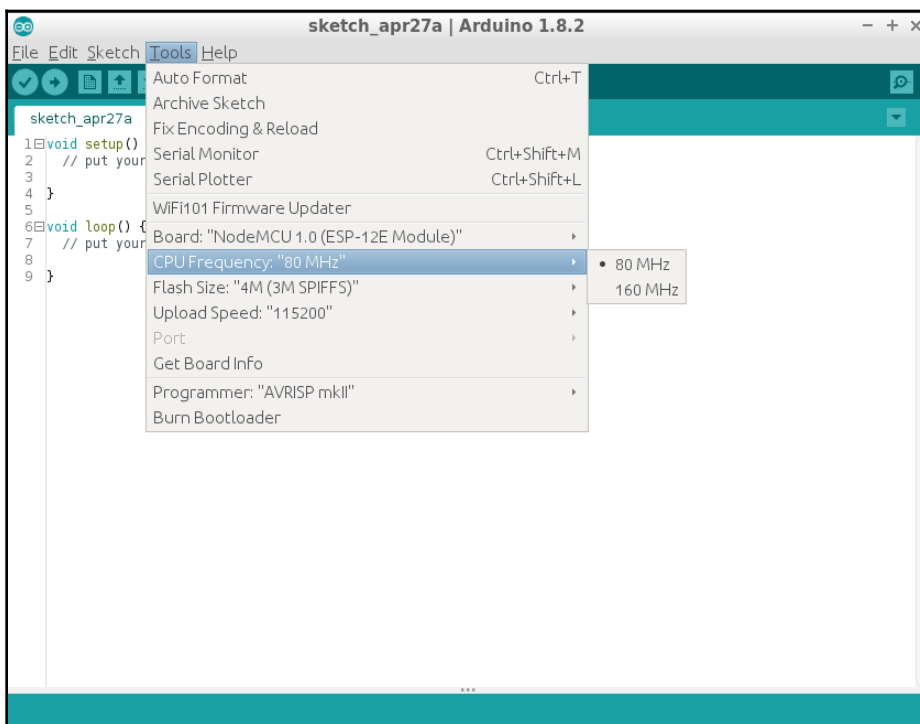 sketch_apr27a | Arduino 1.8.2
File Edit Sketch Tools Help
sketch_apr27a
Auto Format Ctrl+T
Archive Sketch
Fix Encoding & Reload
Serial Monitor Ctrl+Shift+M
Serial Plotter Ctrl+Shift+L
WiFi101 Firmware Updater
Board: "NodeMCU 1.0 (ESP-12E Module)"
CPU Frequency: "80 MHz"
Flash Size: "4M (3M SPIFFS)"
Upload Speed: "115200"
Port
Get Board Info
Programmer: "AVRISP mkII"
Burn Bootloader
80 MHz
160 MHz
1 void setup()
2 // put your
3
4 }
5
6 void loop() {
7 // put your
8
9 }